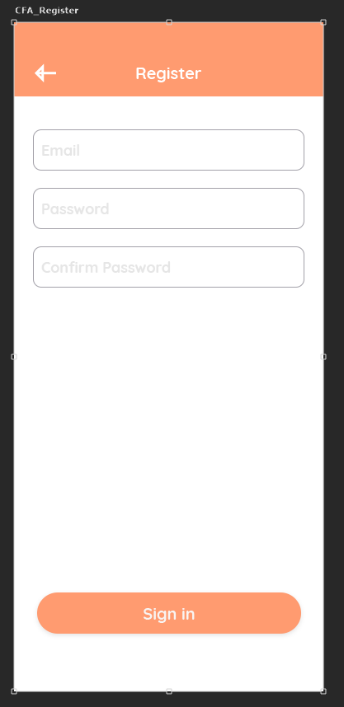 CFA_Register
Register
Email
Password
Confirm Password
Sign in